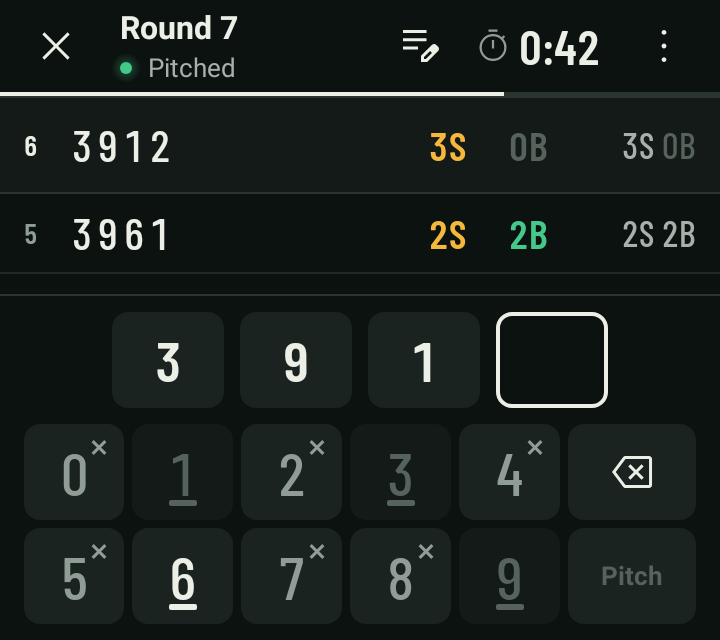 Round 7
Pitched
0:42
6 3912 3S 0B 3S 0B
5 3961 2S 2B 2S 2B
3 9 1
0 1 2 3 4
5 6 7 8 9 Pitch